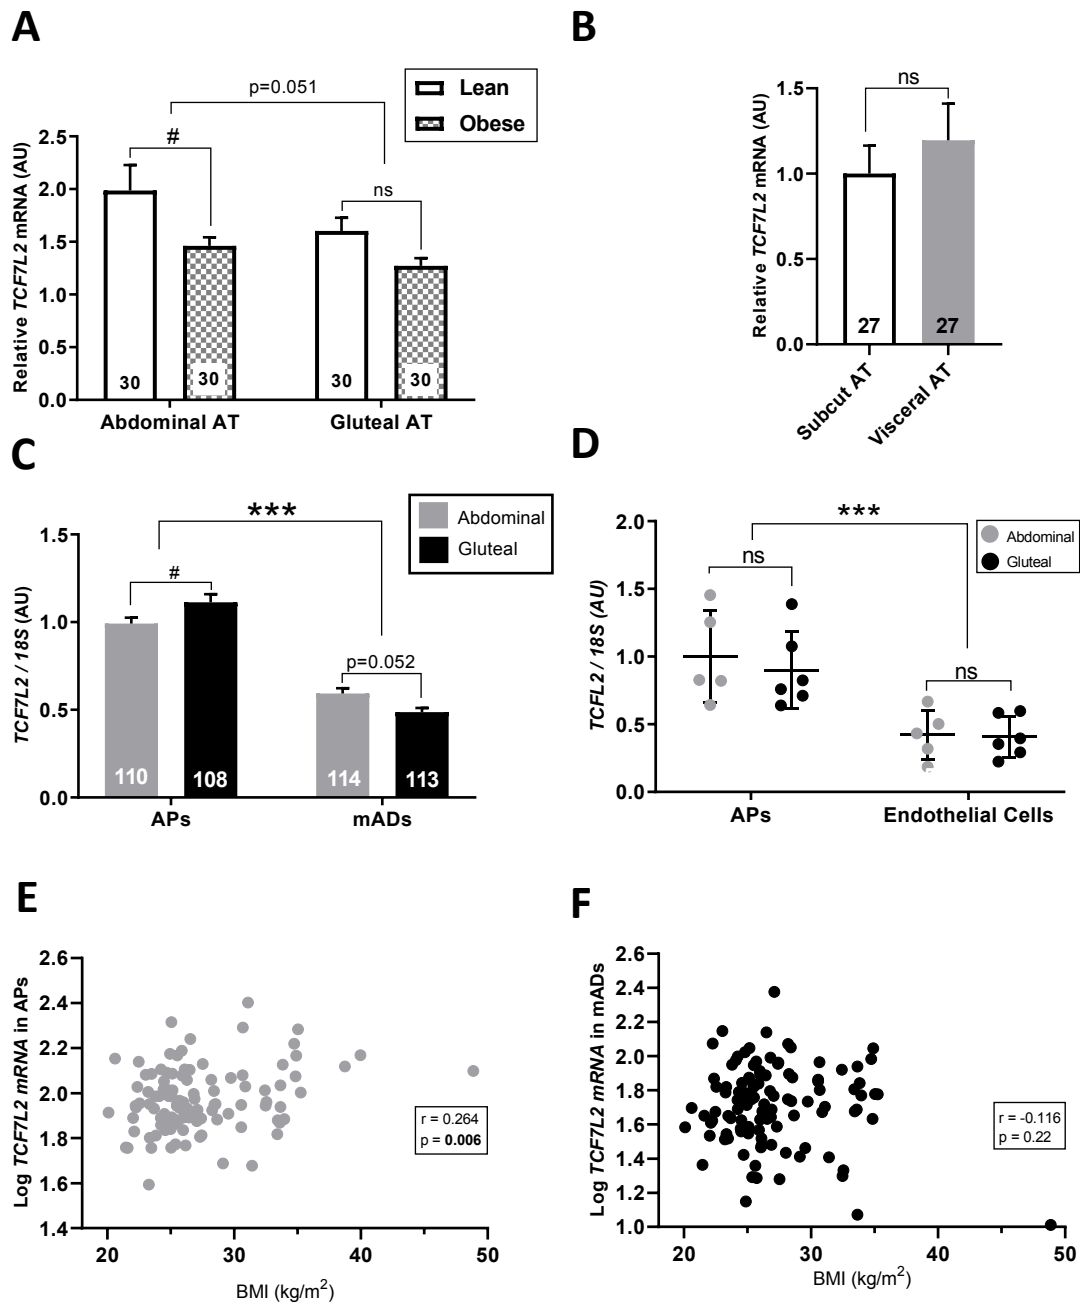 A
p=0.051
Lean
Obese
Relative TCF7L2 mRNA (AU)
2.5
2.0
1.5
1.0
0.5
0.0
#
ns
30
30
30
30
Abdominal AT
Gluteal AT
B
ns
Relative TCF7L2 mRNA (AU)
1.5
1.0
0.5
0.0
27
27
Subcut AT
Visceral AT
C
***
Abdominal
Gluteal
TCF7L2 / 18S (AU)
1.5
1.0
0.5
0.0
#
p=0.052
110
108
114
113
APs
mADs
D
***
Abdominal
Gluteal
TCFL2 / 18S (AU)
2.0
1.5
1.0
0.5
0.0
ns
ns
APs
Endothelial Cells
E
Log TCF7L2 mRNA in APs
2.6
2.4
2.2
2.0
1.8
1.6
1.4
r = 0.264
p = 0.006
20
30
40
50
BMI (kg/m²)
F
Log TCF7L2 mRNA in mADs
2.6
2.4
2.2
2.0
1.8
1.6
1.4
1.2
1.0
r = -0.116
p = 0.22
20
30
40
50
BMI (kg/m²)